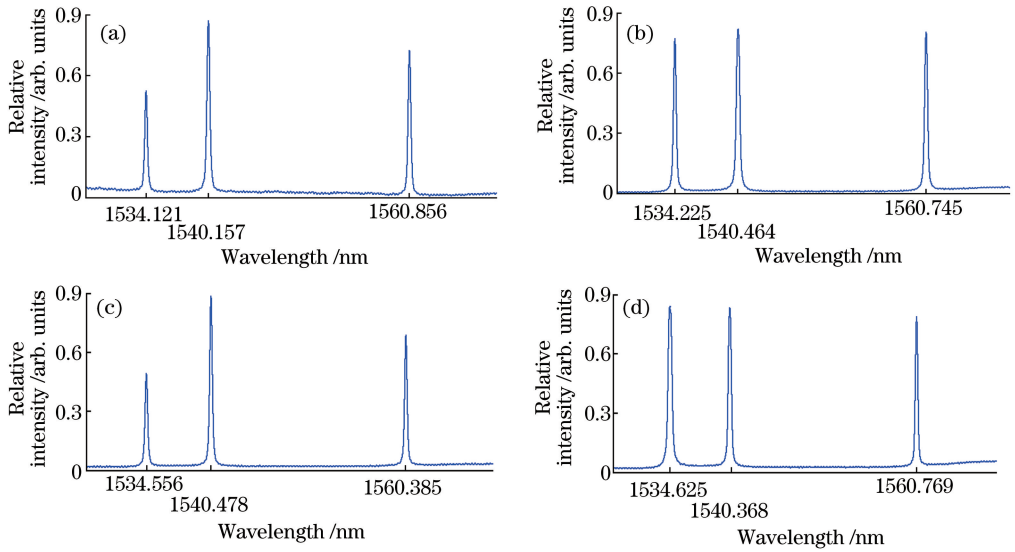 (a)
Relative
intensity /arb. units
0.9
0.6
0.3
0
1534.121
1540.157
1560.856
Wavelength /nm
(b)
Relative
intensity /arb. units
0.9
0.6
0.3
0
1534.225
1540.464
1560.745
Wavelength /nm
(c)
Relative
intensity /arb. units
0.9
0.6
0.3
0
1534.556
1540.478
1560.385
Wavelength /nm
(d)
Relative
intensity /arb. units
0.9
0.6
0.3
0
1534.625
1540.368
1560.769
Wavelength /nm